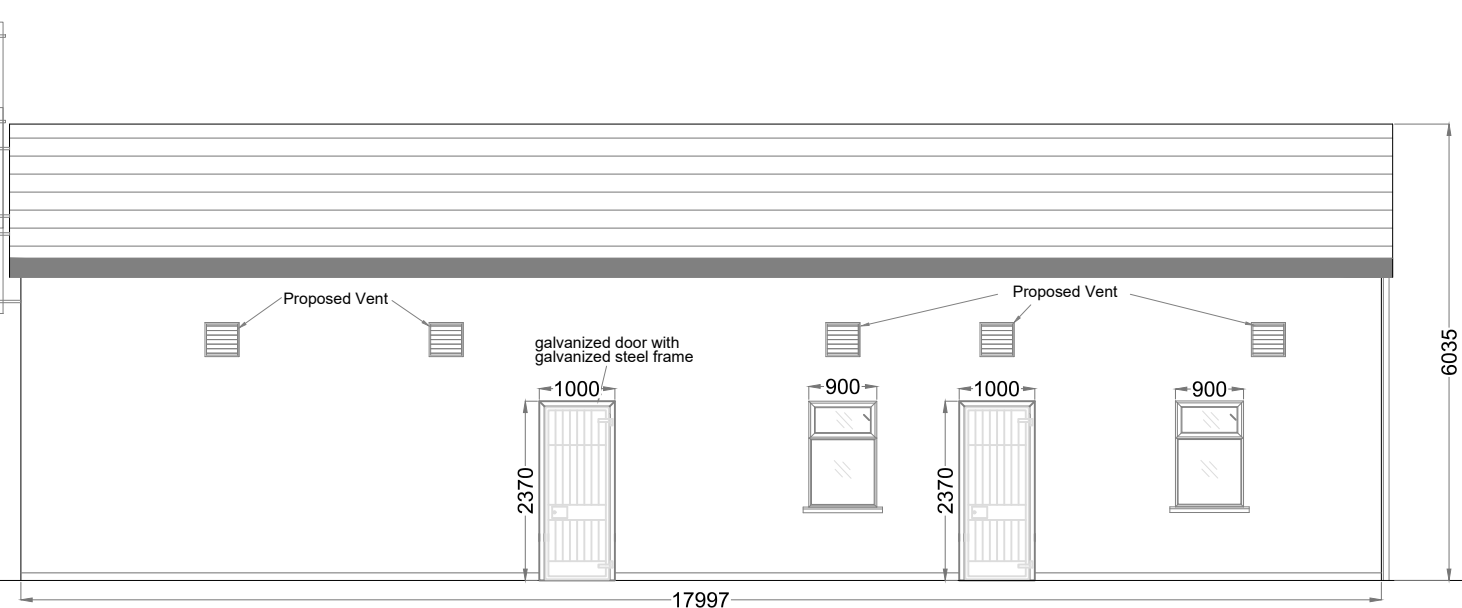 Proposed Vent
Proposed Vent
galvanized door with
galvanized steel frame
1000
900
1000
900
2370
2370
6035
17997